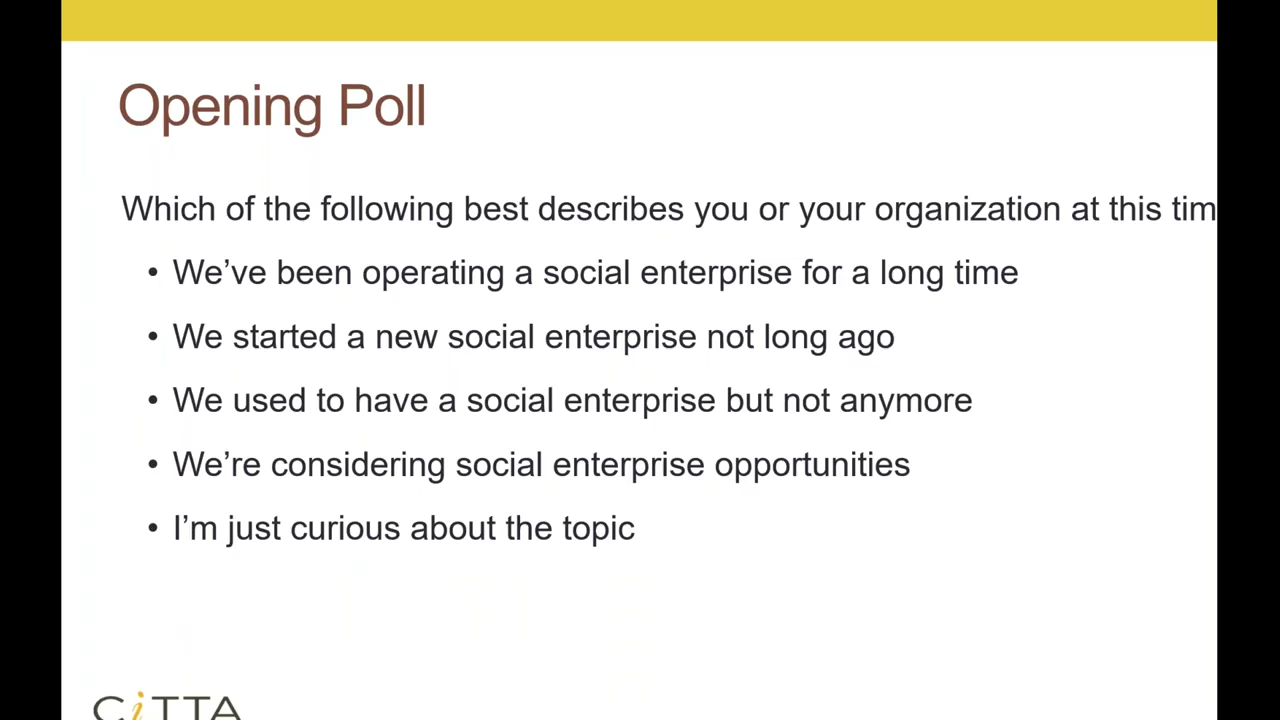 Opening Poll
Which of the following best describes you or your organization at this tim
• We’ve been operating a social enterprise for a long time
• We started a new social enterprise not long ago
• We used to have a social enterprise but not anymore
• We’re considering social enterprise opportunities
• I’m just curious about the topic
CiTTA